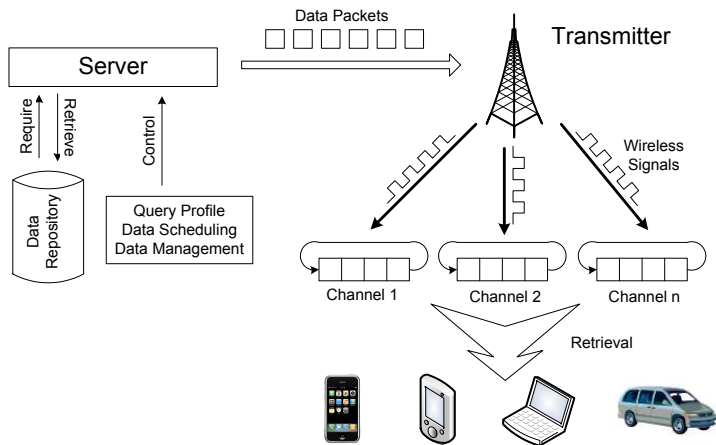 Data Packets
Transmitter
Server
Require
Retrieve
Control
Wireless
Signals
Data
Repository
Query Profile
Data Scheduling
Data Management
Channel 1
Channel 2
Channel n
Retrieval